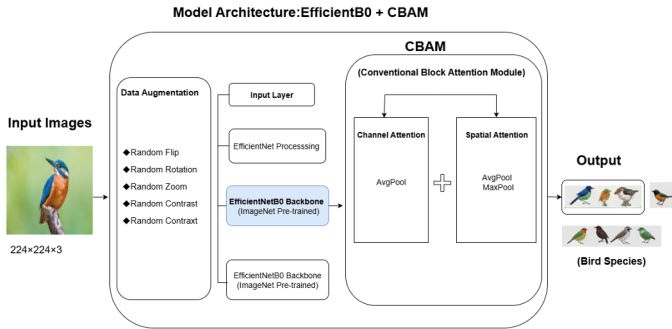 Model Architecture:EfficientB0 + CBAM
CBAM
(Conventional Block Attention Module)
Data Augmentation
◆Random Flip
◆Random Rotation
◆Random Zoom
◆Random Contrast
◆Random Contraxt
Input Layer
EfficientNet Processsing
EfficientNetB0 Backbone
(ImageNet Pre-trained)
EfficientNetB0 Backbone
(ImageNet Pre-trained)
Channel Attention
AvgPool
Spatial Attention
AvgPool
MaxPool
Input Images
224×224×3
Output
(Bird Species)